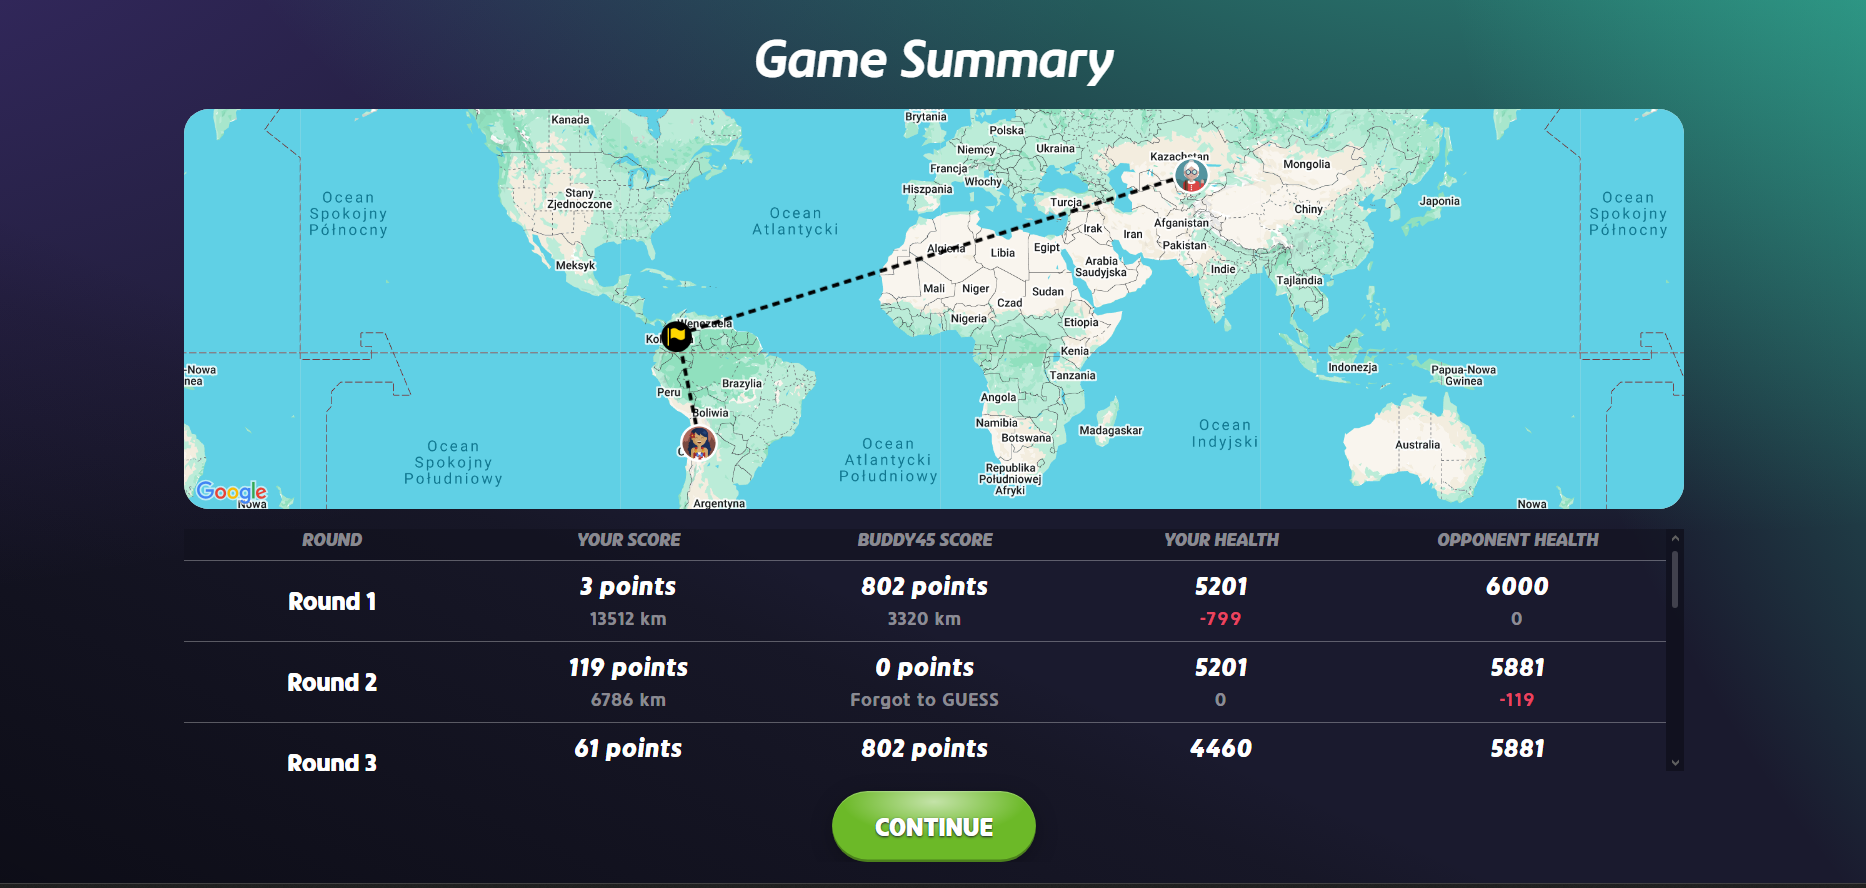 Game Summary
Kanada
Brytania
Polska
Niemcy
Ukraina
Kazachstan
Mongolia
Francja
Włochy
Hiszpania
Stany
Zjednoczone
Turcja
Chiny
Japonia
Ocean
Spokojny
Północny
Ocean
Atlantycki
Ocean
Spokojny
Północny
Afganistan
Irak
Iran
Pakistan
Algieria
Libia
Egipt
Meksyk
Arabia
Saudyjska
Indie
Tajlandia
Mali
Niger
Sudan
Czad
Nigeria
Etiopia
Wenezuela
Kenia
-Nowa
nea
Indonezja
Papua-Nowa
Gwinea
Tanzania
Brazylia
Peru
Angola
Boliwia
Namibia
Botswana
Madagaskar
Ocean
Indyjski
Australia
Ocean
Spokojny
Południowy
Ocean
Atlantycki
Południowy
Republika
Południowej
Afryki
Google
Nowa
Argentyna
Nowa
ROUND YOUR SCORE BUDDY45 SCORE YOUR HEALTH OPPONENT HEALTH
Round 1 3 points 802 points 5201 6000
13512 km 3320 km -799 0
Round 2 119 points 0 points 5201 5881
6786 km Forgot to GUESS 0 -119
Round 3 61 points 802 points 4460 5881
CONTINUE